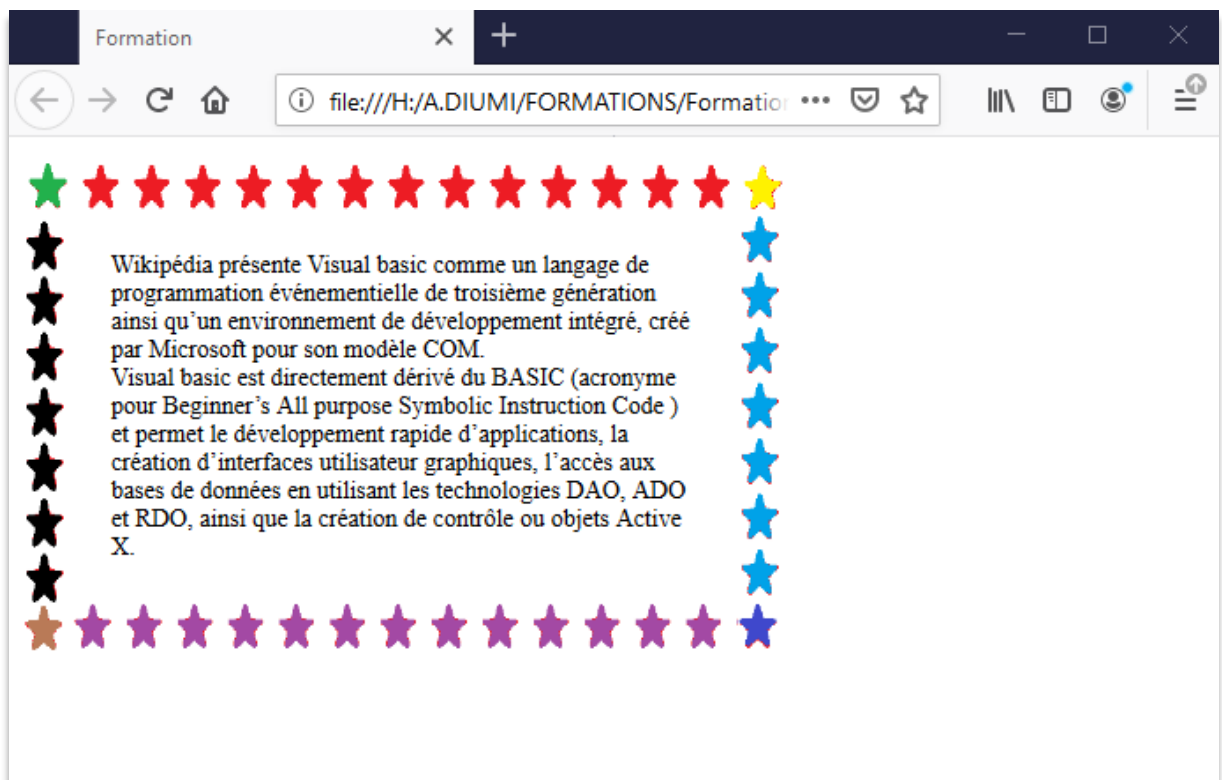 Formation
file:///H:/A.DIUMI/FORMATIONS/Formation
Wikipédia présente Visual basic comme un langage de
programmation événementielle de troisième génération
ainsi qu’un environnement de développement intégré, créé
par Microsoft pour son modèle COM.
Visual basic est directement dérivé du BASIC (acronyme
pour Beginner’s All purpose Symbolic Instruction Code )
et permet le développement rapide d’applications, la
création d’interfaces utilisateur graphiques, l’accès aux
bases de données en utilisant les technologies DAO, ADO
et RDO, ainsi que la création de contrôle ou objets Active
X.